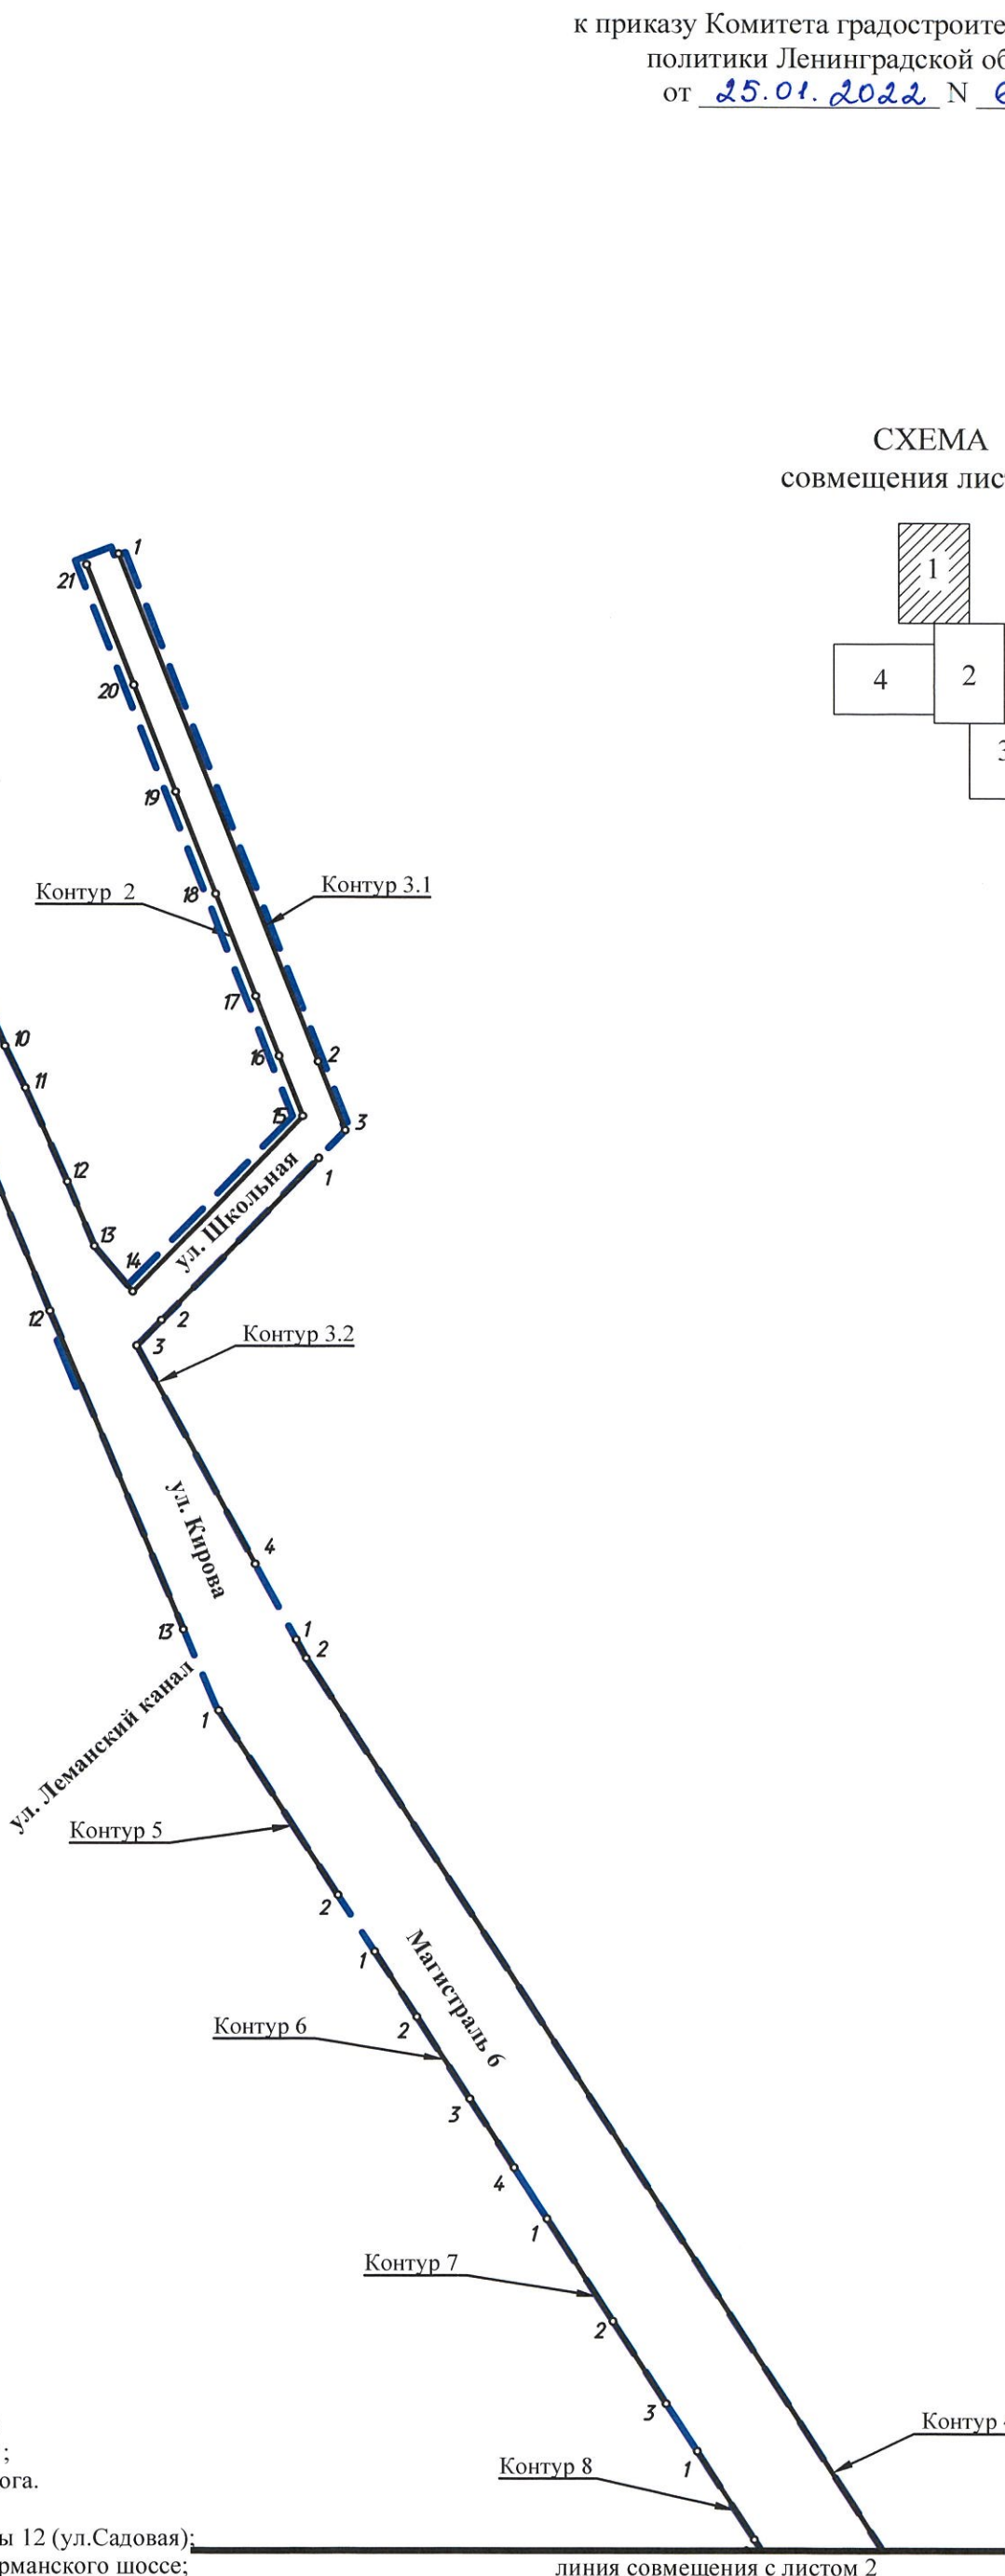 к приказу Комитета градостроите
политики Ленинградской об
от 25.01.2022 N
СХЕМА
совмещения лис
1
4
2
3
1
21
20
19
18
Контур 2
Контур 3.1
17
16
2
15
3
1
10
11
12
13
14
ул. Школьная
2
3
12
Контур 3.2
ул. Кирова
4
13
1
2
ул. Леманский канал
1
Контур 5
2
1
Магистраль 6
2
Контур 6
3
4
1
Контур 7
2
3
Контур
1
Контур 8
;
ога.
ы 12 (ул.Садовая);
рманского шоссе;
линия совмещения с листом 2